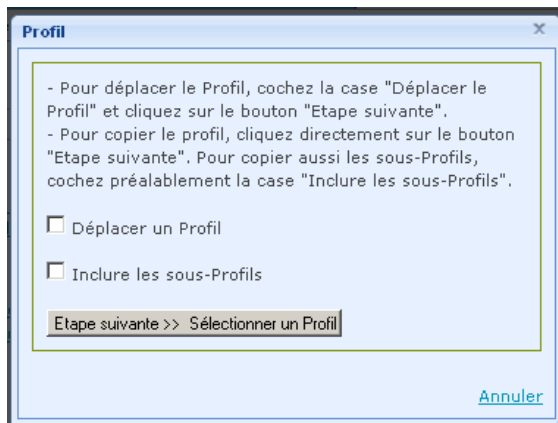 Profil
- Pour déplacer le Profil, cochez la case "Déplacer le
Profil" et cliquez sur le bouton "Etape suivante".
- Pour copier le profil, cliquez directement sur le bouton
"Etape suivante". Pour copier aussi les sous-Profils,
cochez préalablement la case "Inclure les sous-Profils".
Déplacer un Profil
Inclure les sous-Profils
Etape suivante >> Sélectionner un Profil
Annuler